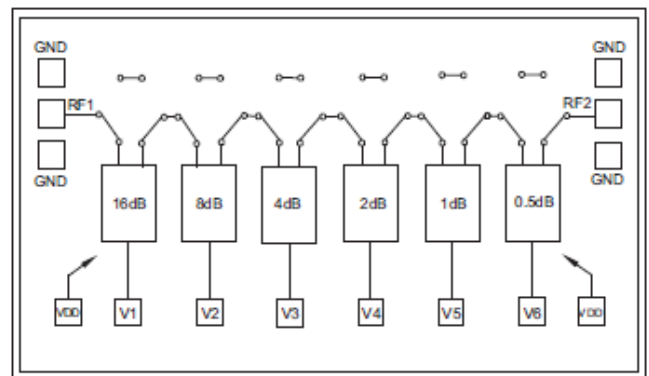 GND GND
RF1 RF2
GND GND
16dB 8dB 4dB 2dB 1dB 0.5dB
VDD V1 V2 V3 V4 V5 V6 VDD